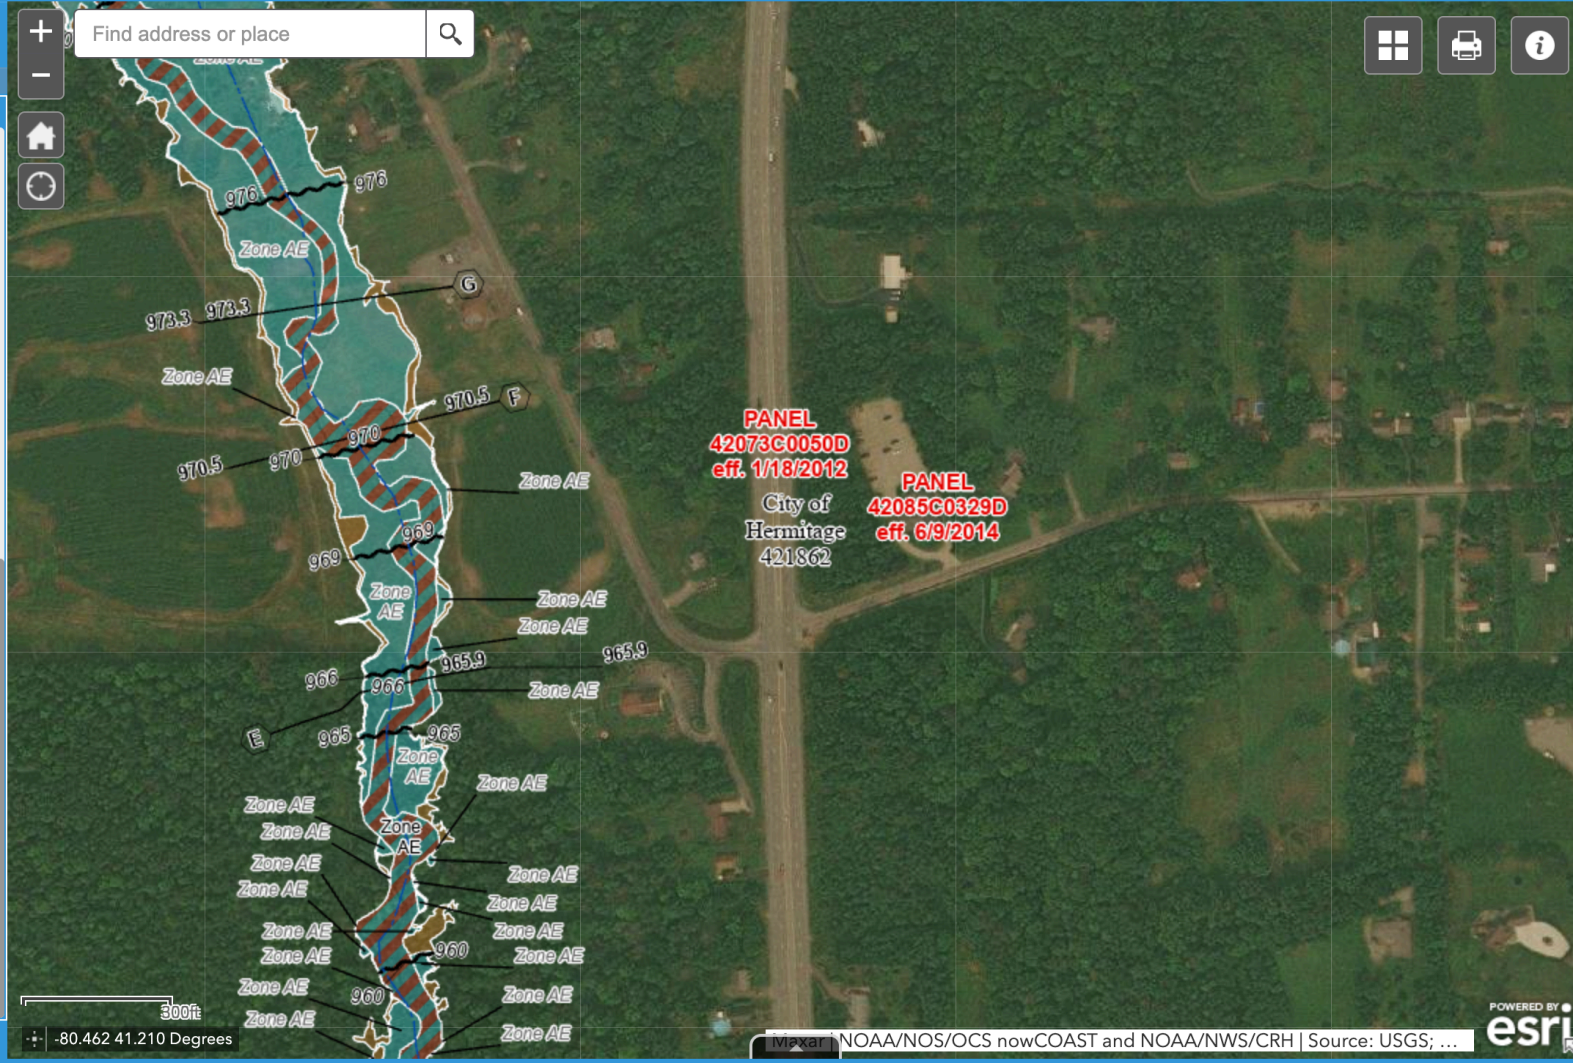 Find address or place
Zone AE
976
976
Zone AE
G
973.3
973.3
Zone AE
970.5
F
970
970
970.5
PANEL
42073C0050D
eff. 1/18/2012
City of
Hermitage
421862
PANEL
42085C0329D
eff. 6/9/2014
Zone AE
969
969
Zone
AE
Zone AE
Zone AE
965.9
965.9
966
966
Zone AE
E
965
965
Zone
AE
Zone AE
Zone AE
Zone AE
Zone
AE
Zone AE
Zone AE
Zone AE
Zone AE
Zone AE
Zone AE
Zone AE
Zone AE
960
960
Zone AE
Zone AE
Zone AE
Zone AE
300ft
-80.462 41.210 Degrees
Maxar | NOAA/NOS/OCS nowCOAST and NOAA/NWS/CRH | Source: USGS; ...
POWERED BY
esri